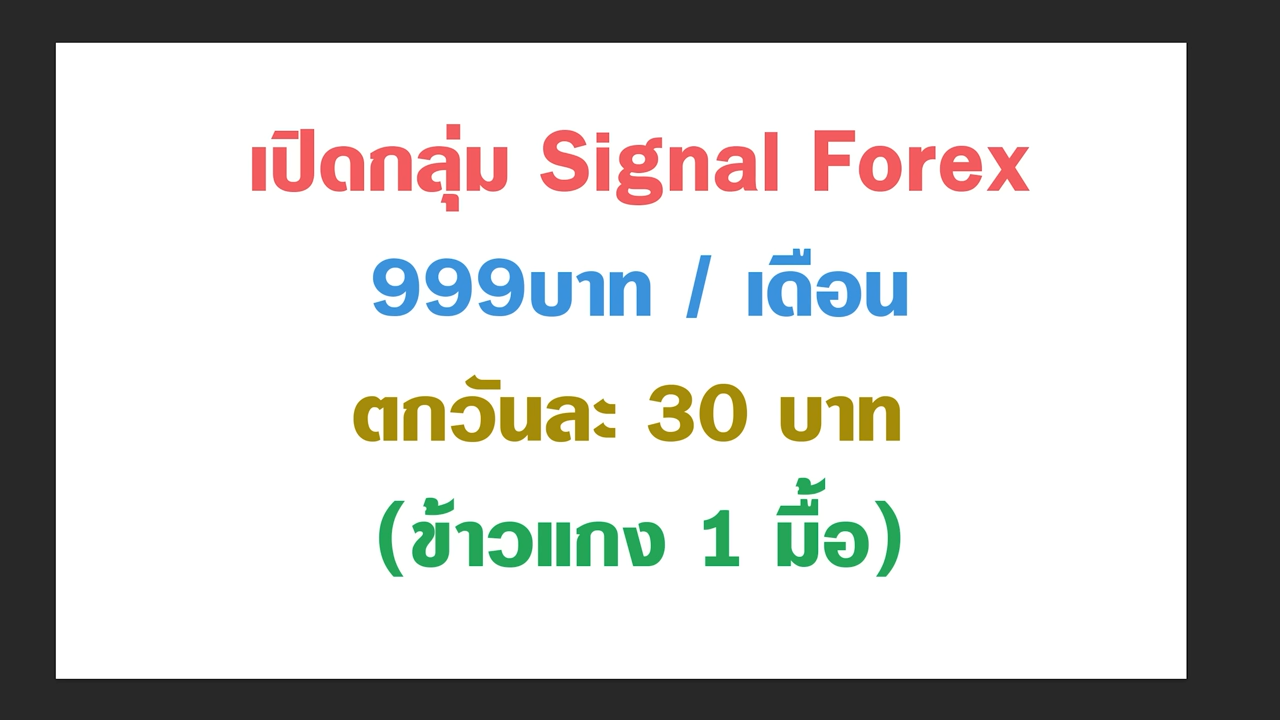 เปิดกลุ่ม Signal Forex
999บาท / เดือน
ตกวันละ 30 บาท
(ข้าวแกง 1 มื้อ)